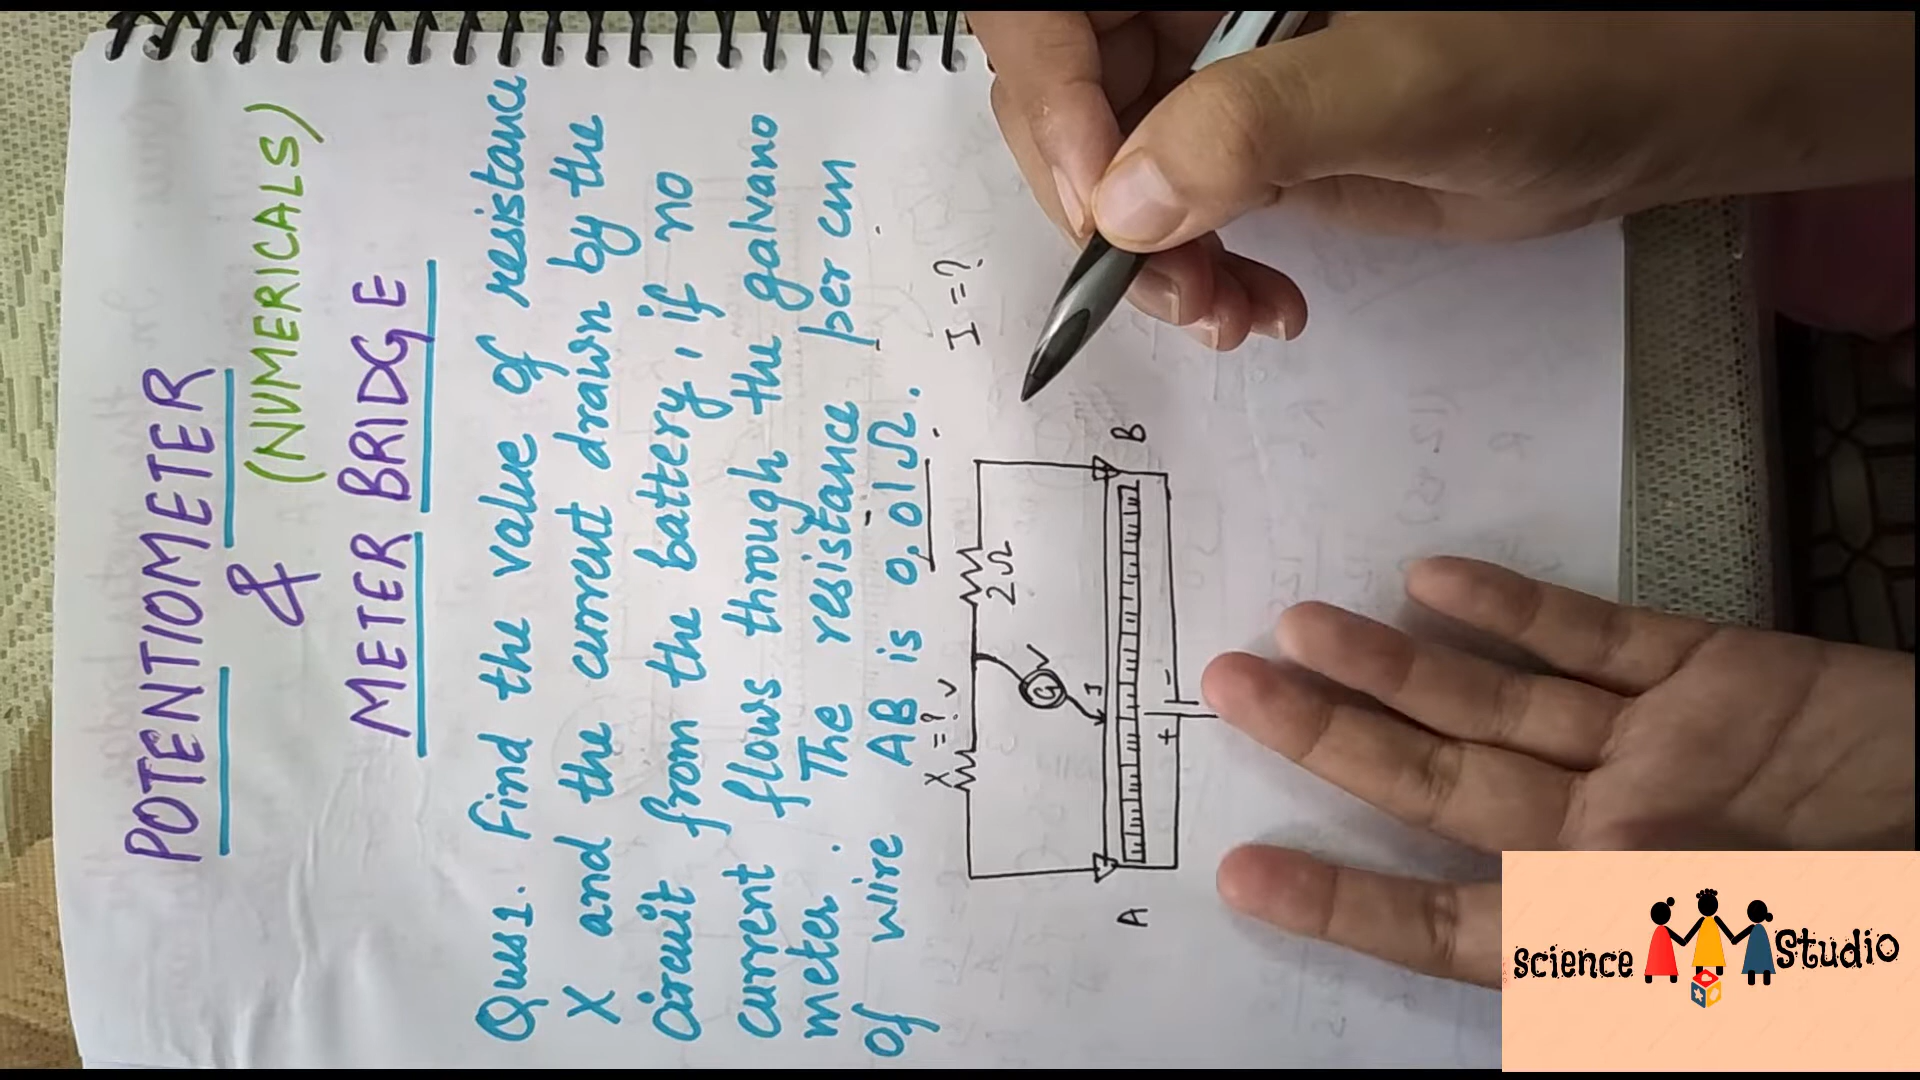 POTENTIOMETER
& (NUMERICALS)
METER BRIDGE
Ques 1. Find the value of resistance
X and the current drawn by the
circuit from the battery, if no
current flows through the galvano
meter. The resistance per cm
of wire AB is 0.01Ω.
I = ?
X = ?
2Ω
G
J
A
B
+
-
Science Studio